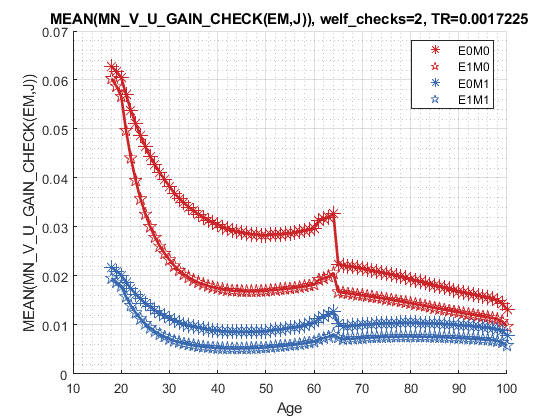 MEAN(MN_V_U_GAIN_CHECK(EM,J)), welf_checks=2, TR=0.0017225
MEAN(MN_V_U_GAIN_CHECK(EM,J))
0.07
0.06
0.05
0.04
0.03
0.02
0.01
0
E0M0
E1M0
E0M1
E1M1
10 20 30 40 50 60 70 80 90 100
Age